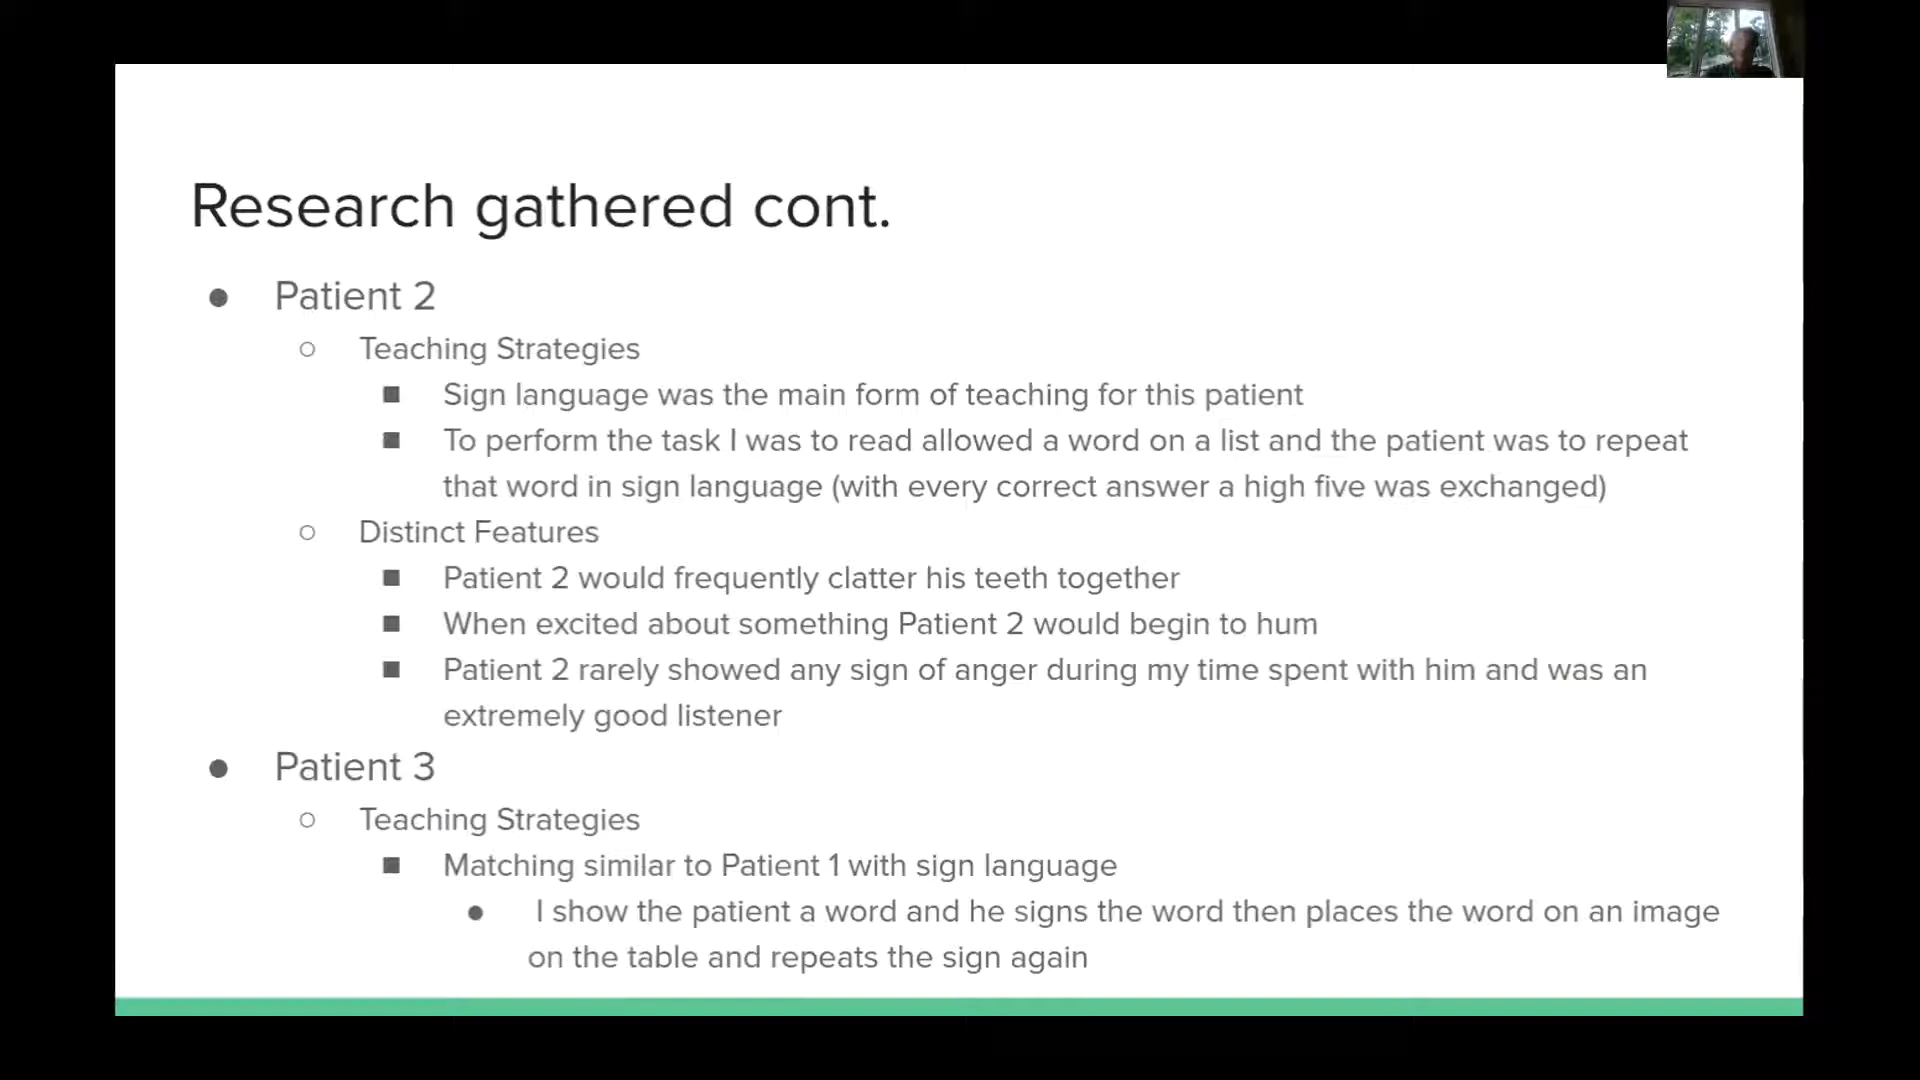 Research gathered cont.
● Patient 2
○ Teaching Strategies
■ Sign language was the main form of teaching for this patient
■ To perform the task I was to read allowed a word on a list and the patient was to repeat
that word in sign language (with every correct answer a high five was exchanged)
○ Distinct Features
■ Patient 2 would frequently clatter his teeth together
■ When excited about something Patient 2 would begin to hum
■ Patient 2 rarely showed any sign of anger during my time spent with him and was an
extremely good listener
● Patient 3
○ Teaching Strategies
■ Matching similar to Patient 1 with sign language
● I show the patient a word and he signs the word then places the word on an image
on the table and repeats the sign again